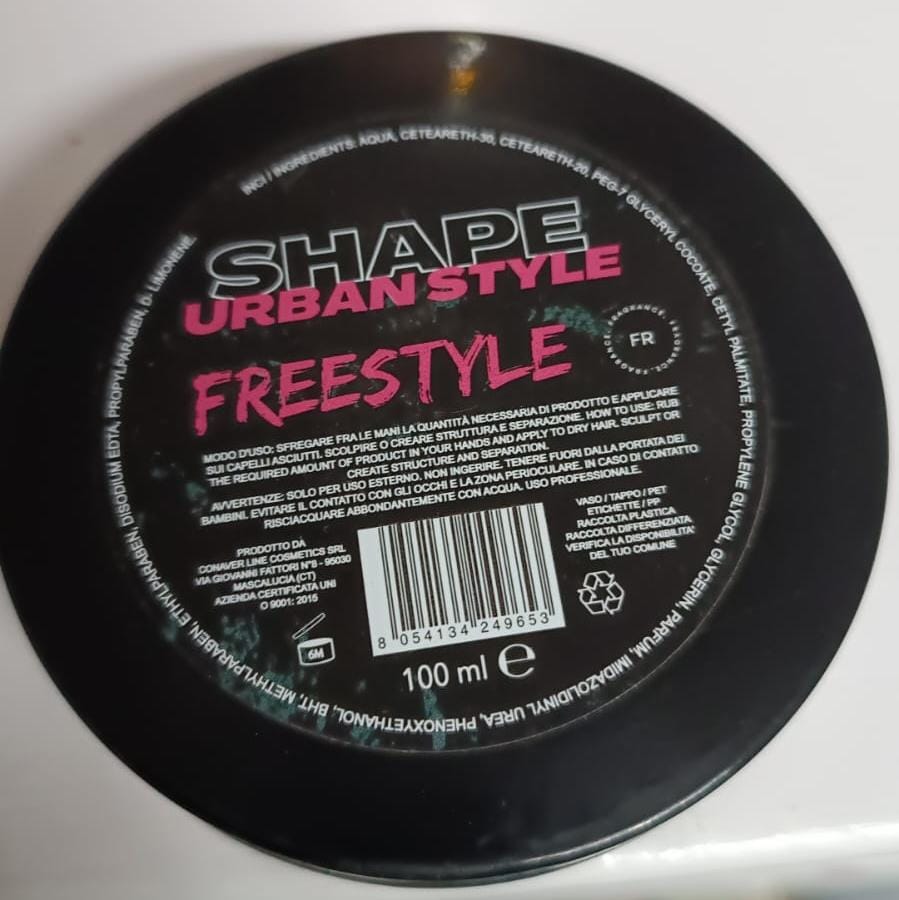 INCI / INGREDIENTS: AQUA, CETEARETH-30, CETEARETH-20, PEG-7 GLYCERYL COCOATE, CETYL PALMITATE, PROPYLENE GLYCOL, GLYCERIN, PARFUM, IMIDAZOLIDINYL UREA, PHENOXYETHANOL, BHT, METHYLPARABEN, ETHYLPARABEN, DISODIUM EDTA, PROPYLPARABEN, D- LIMONENE.
SHAPE
URBAN STYLE
FREESTYLE
FRAGRANCE. FRAGRANCE. FRAGRANCE.
FR
MODO D'USO: SFREGARE FRA LE MANI LA QUANTITÀ NECESSARIA DI PRODOTTO E APPLICARE
SUI CAPELLI ASCIUTTI. SCOLPIRE O CREARE STRUTTURA E SEPARAZIONE. HOW TO USE: RUB
THE REQUIRED AMOUNT OF PRODUCT IN YOUR HANDS AND APPLY TO DRY HAIR. SCULPT OR
CREATE STRUCTURE AND SEPARATION.
AVVERTENZE: SOLO PER USO ESTERNO. NON INGERIRE. TENERE FUORI DALLA PORTATA DEI
BAMBINI. EVITARE IL CONTATTO CON GLI OCCHI E LA ZONA PERIOCULARE. IN CASO DI CONTATTO
RISCIACQUARE ABBONDANTEMENTE CON ACQUA. USO PROFESSIONALE.
PRODOTTO DA
CONAVER LINE COSMETICS SRL
VIA GIOVANNI FATTORI N°8 - 95030
MASCALUCIA (CT)
AZIENDA CERTIFICATA UNI
O 9001: 2015
6M
8 054134 249653
100 ml e
VASO / TAPPO / PET
ETICHETTE / PP
RACCOLTA PLASTICA
RACCOLTA DIFFERENZIATA
VERIFICA LA DISPONIBILITA'
DEL TUO COMUNE